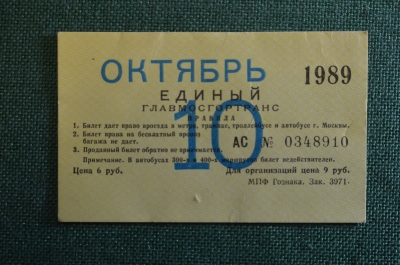 ОКТЯБРЬ 1989
ЕДИНЫЙ
ГЛАВМОСГОРТРАНС
ПРАВИЛА
10
1. Билет дает право проезда в метро, трамвае, троллейбусе и автобусе г. Москвы.
2. Билет права на бесплатный провоз
багажа не дает.
АС № 0348910
3. Проданный билет обратно не принимается.
Примечание. В автобусах 300-х и 400-х маршрутов билет недействителен.
Цена 6 руб. Для организаций цена 9 руб.
МПФ Гознака. Зак. 3971.